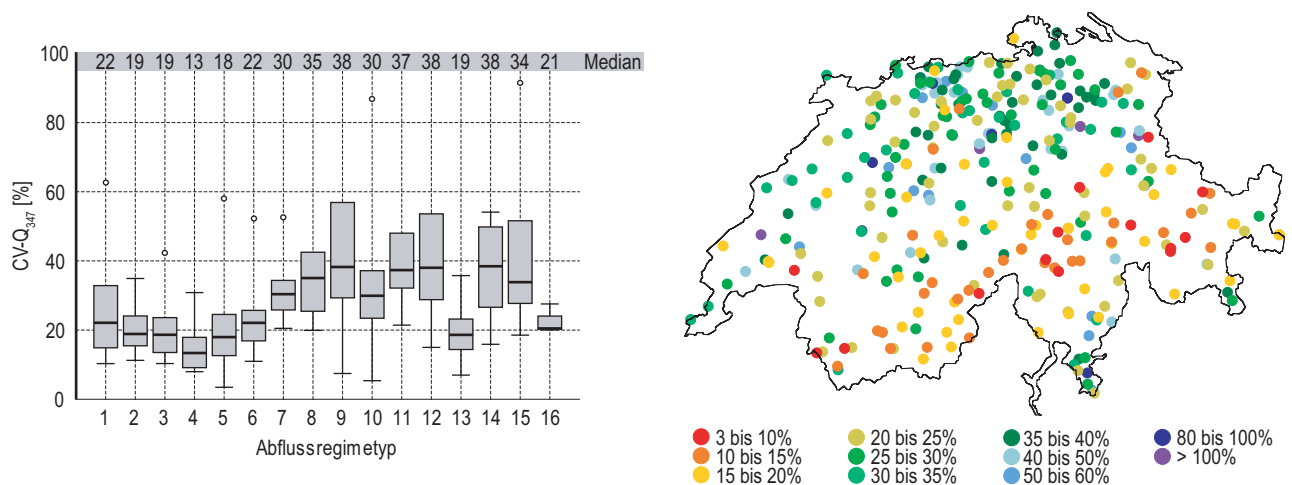 100
22 19 19 13 18 22 30 35 38 30 37 38 19 38 34 21 Median
80
60
40
20
0
CV-Q347 [%]
1 2 3 4 5 6 7 8 9 10 11 12 13 14 15 16
Abflussregimetyp
3 bis 10%
10 bis 15%
15 bis 20%
20 bis 25%
25 bis 30%
30 bis 35%
35 bis 40%
40 bis 50%
50 bis 60%
80 bis 100%
> 100%